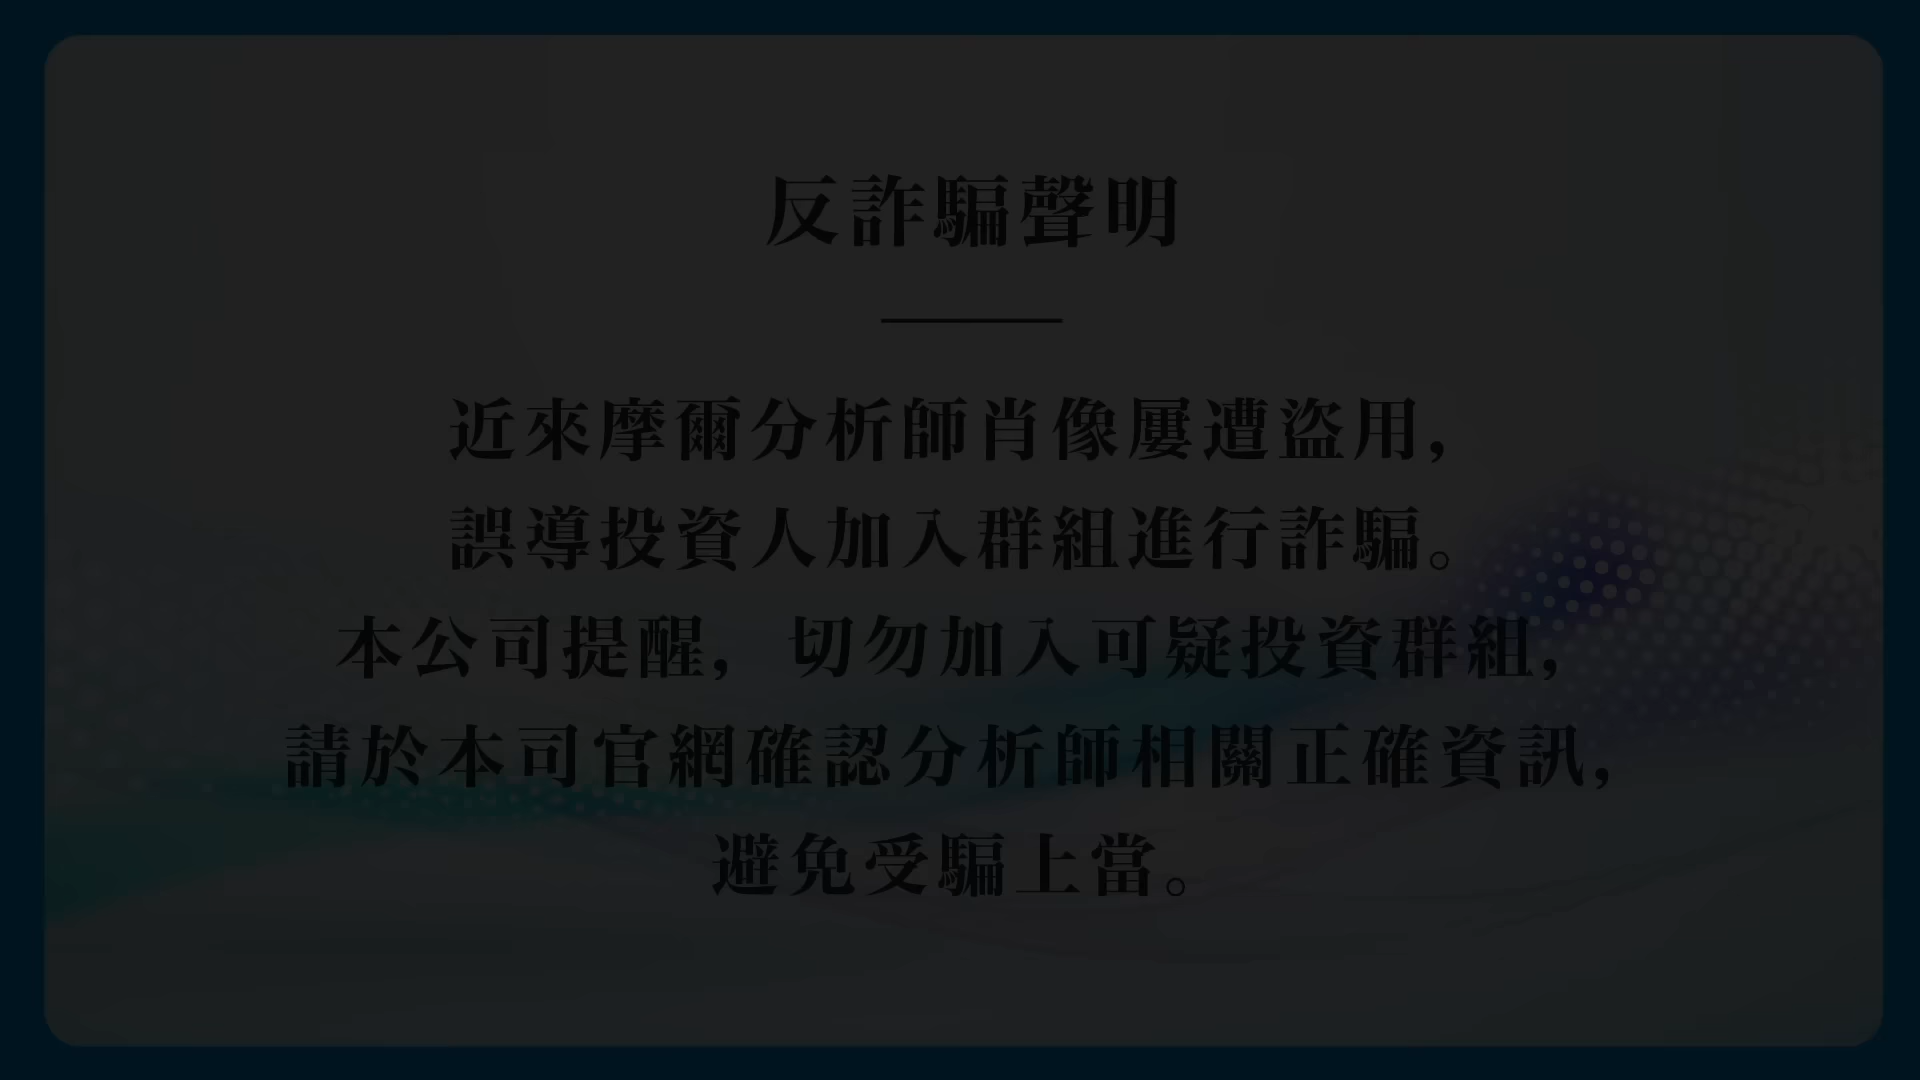 反詐騙聲明
近來摩爾分析師肖像屢遭盜用，
誤導投資人加入群組進行詐騙。
本公司提醒，切勿加入可疑投資群組，
請於本司官網確認分析師相關正確資訊，
避免受騙上當。